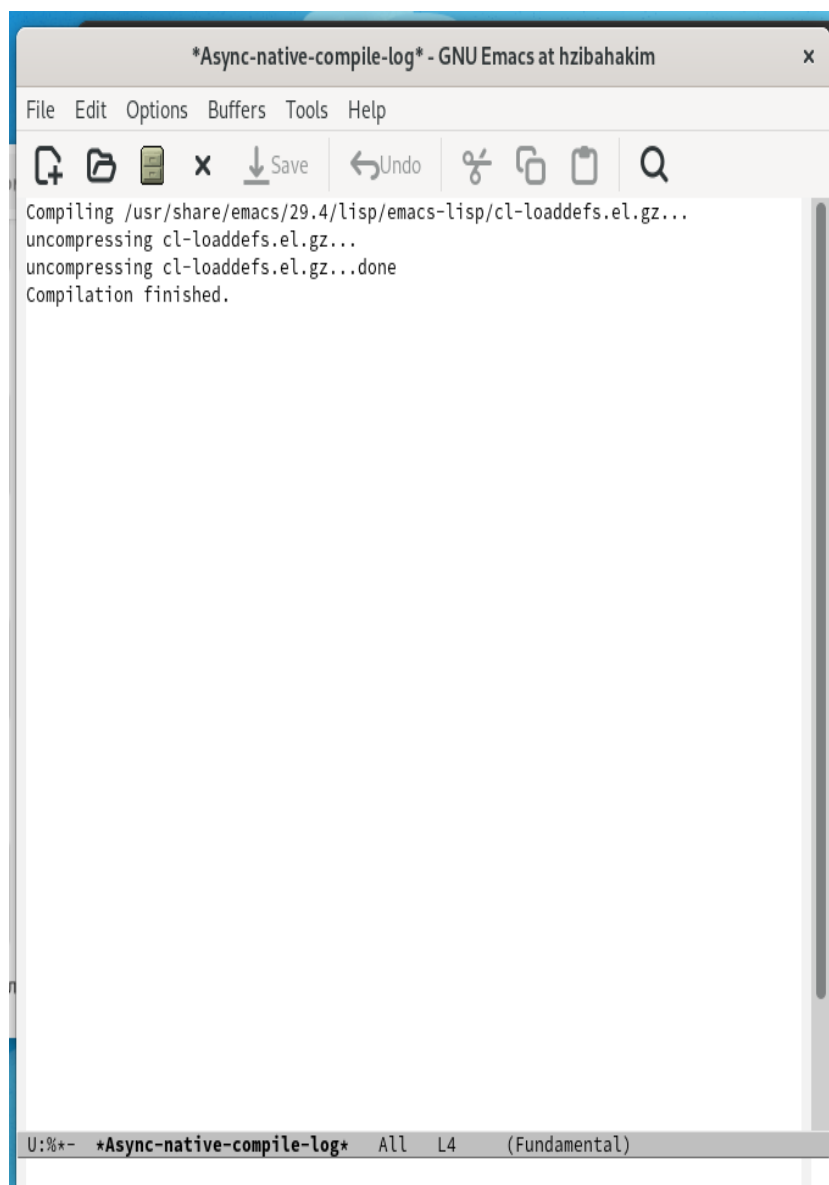 *Async-native-compile-log* - GNU Emacs at hzibahakim x
File Edit Options Buffers Tools Help
Save Undo
Compiling /usr/share/emacs/29.4/lisp/emacs-lisp/cl-loaddefs.el.gz...
uncompressing cl-loaddefs.el.gz...
uncompressing cl-loaddefs.el.gz...done
Compilation finished.
U:%*- *Async-native-compile-log* All L4 (Fundamental)